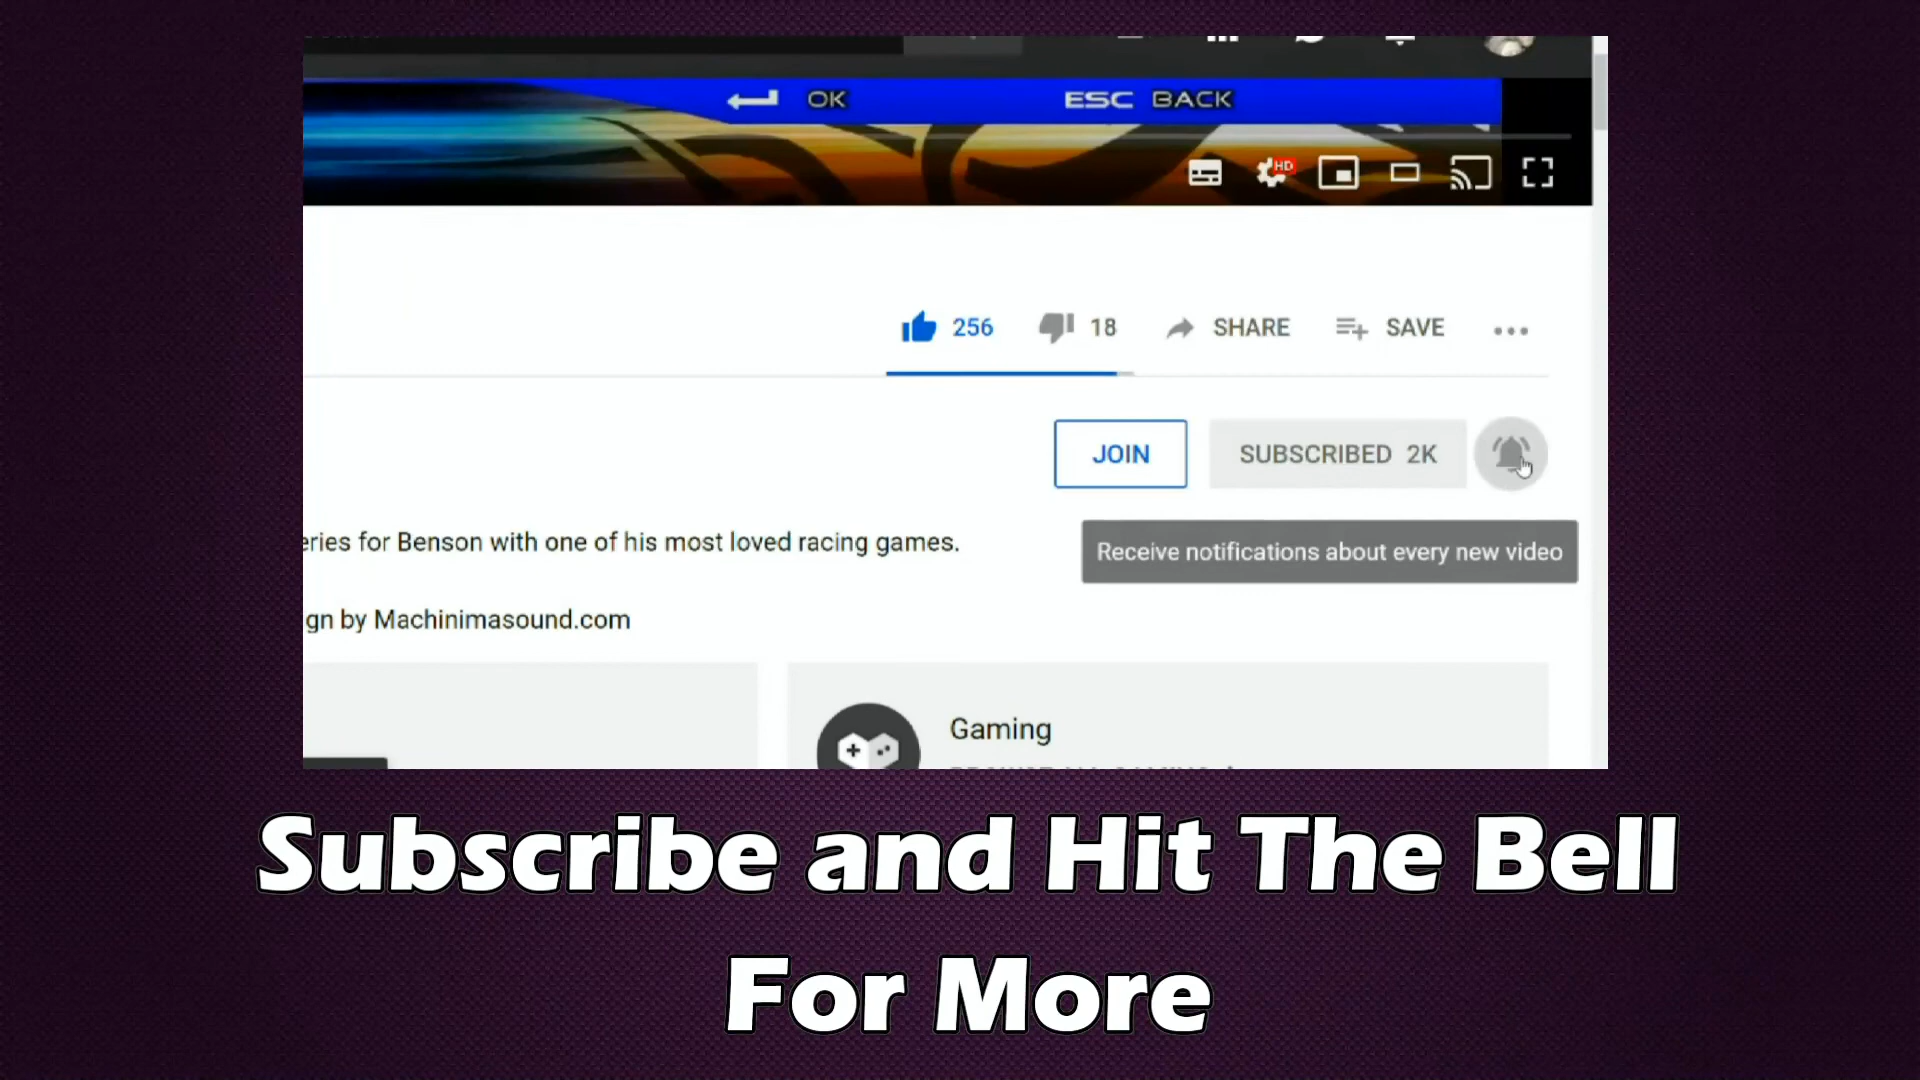 OK ESC BACK
HD
256 18 SHARE SAVE
JOIN SUBSCRIBED 2K
eries for Benson with one of his most loved racing games.
Receive notifications about every new video
gn by Machinimasound.com
Gaming
Subscribe and Hit The Bell
For More